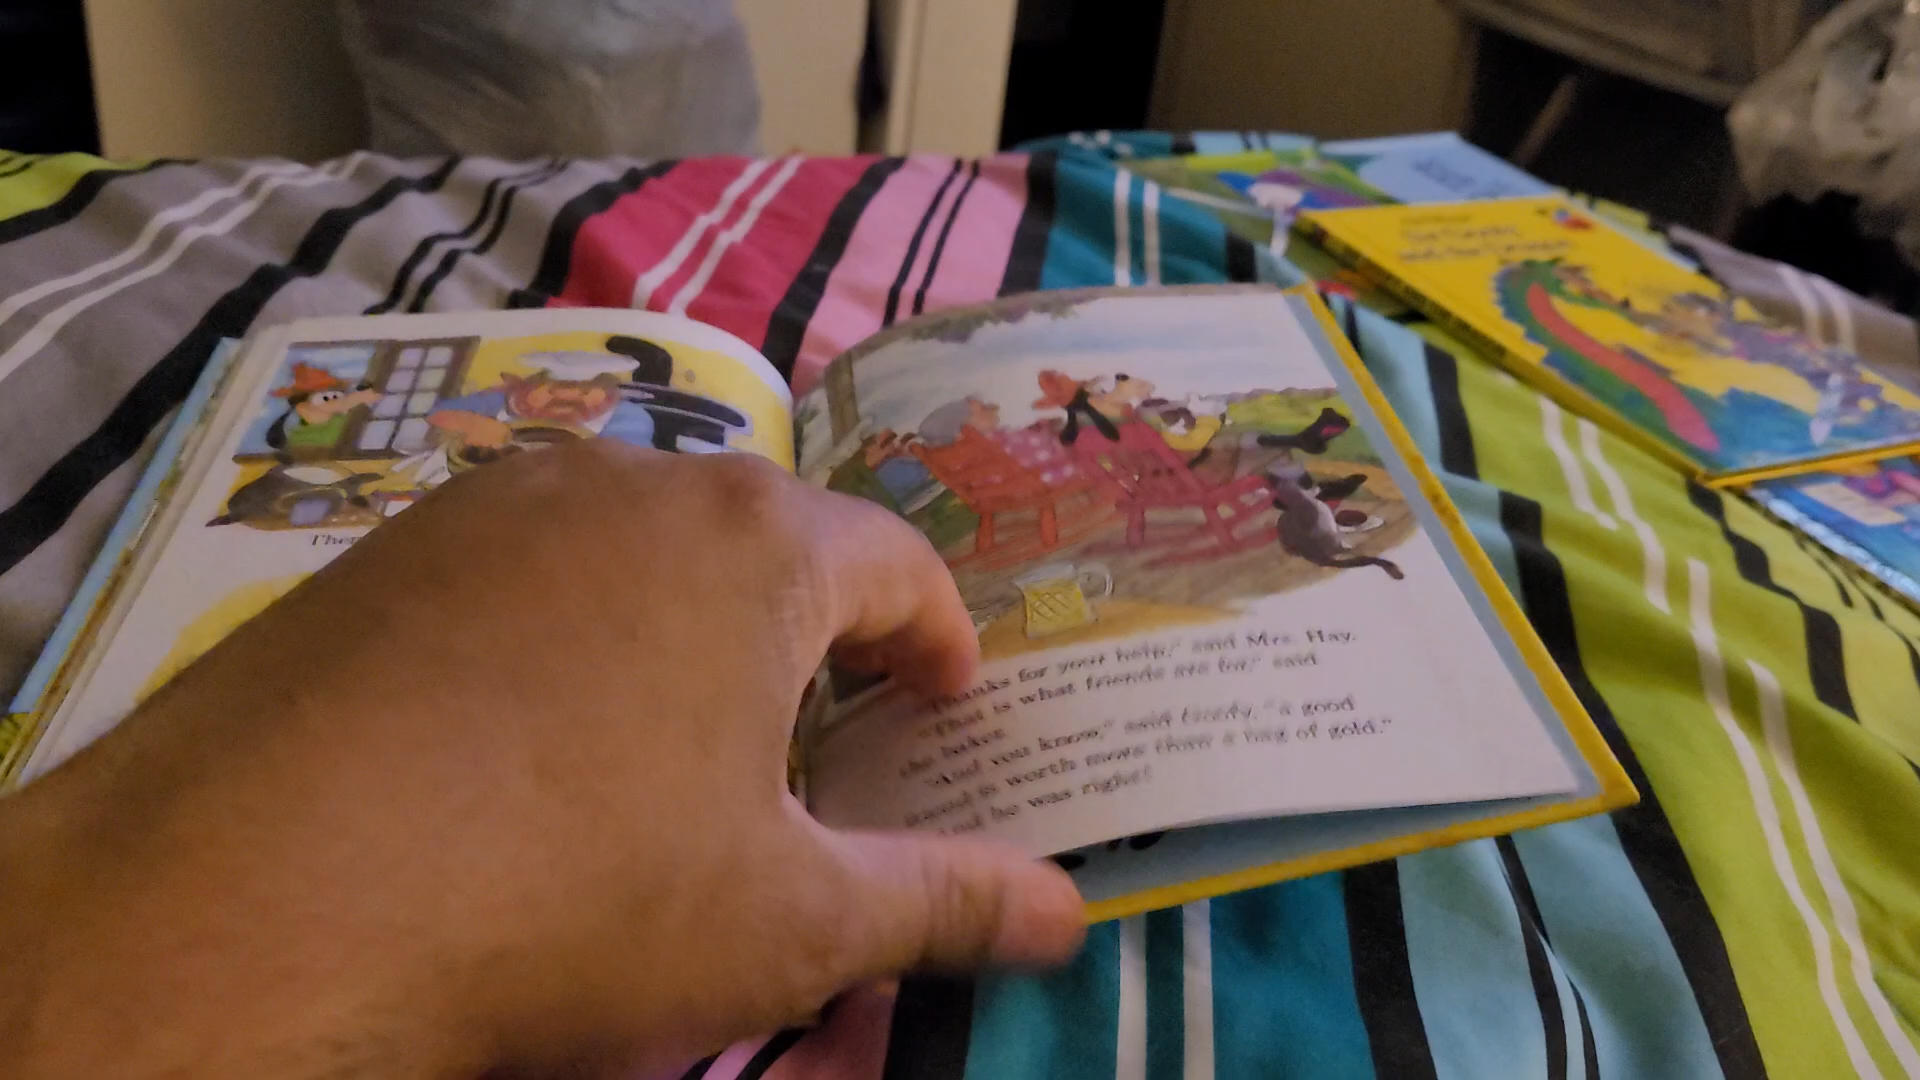 Then
Thanks for your help," said Mrs. Hay.
"That is what friends are for," said
the baker.
"And you know," said Goofy, "a good
friend is worth more than a bag of gold."
And he was right!